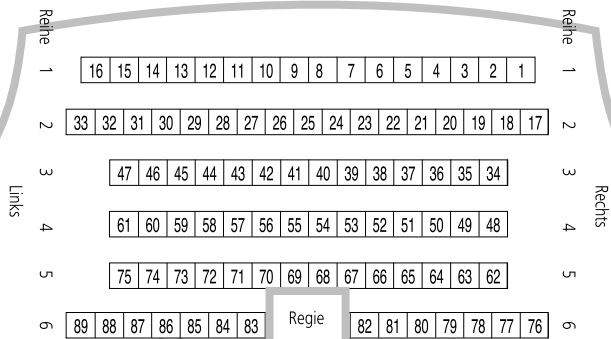 Reihe Reihe
1 16 15 14 13 12 11 10 9 8 7 6 5 4 3 2 1 1
2 33 32 31 30 29 28 27 26 25 24 23 22 21 20 19 18 17 2
3 47 46 45 44 43 42 41 40 39 38 37 36 35 34 3
Links Rechts
4 61 60 59 58 57 56 55 54 53 52 51 50 49 48 4
5 75 74 73 72 71 70 69 68 67 66 65 64 63 62 5
6 89 88 87 86 85 84 83 Regie 82 81 80 79 78 77 76 6